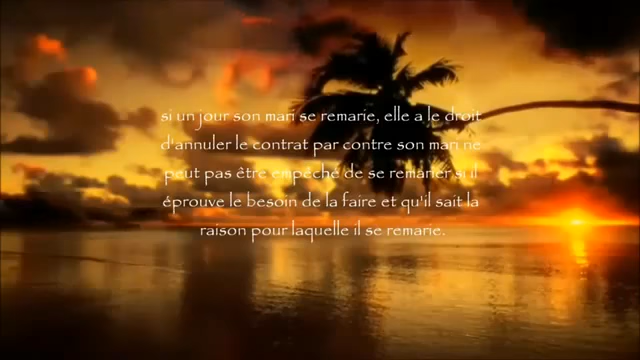 si un jour son mari se remarie, elle a le droit
d'annuler le contrat par contre son mari ne
peut pas être empêché de se remarier si il
éprouve le besoin de la faire et qu'il sait la
raison pour laquelle il se remarie.